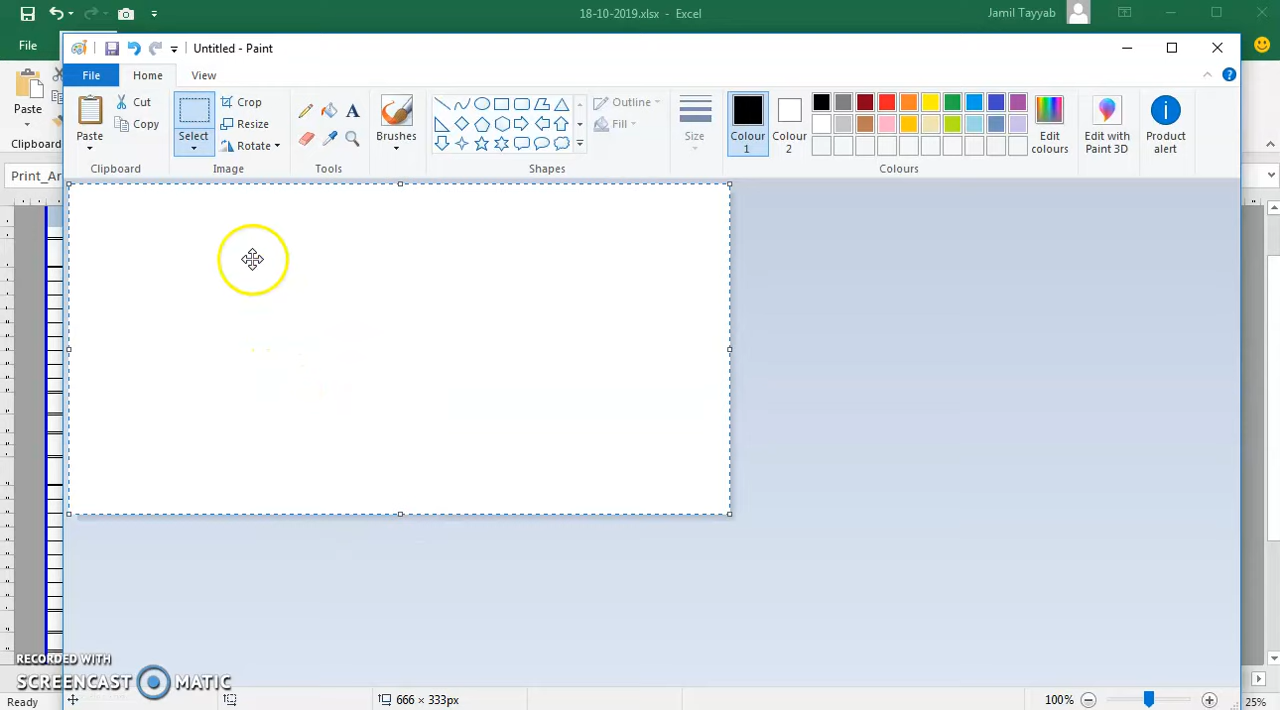 18-10-2019.xlsx - Excel
Jamil Tayyab
File
Paste
Clipboard
Print_Ar
Untitled - Paint
File
Home
View
Paste
Cut
Copy
Clipboard
Select
Crop
Resize
Rotate
Image
A
Tools
Brushes
Outline
Fill
Shapes
Size
Colour 1
Colour 2
Edit colours
Colours
Edit with Paint 3D
Product alert
RECORDED WITH
SCREENCAST MATIC
666 × 333px
100%
Ready
25%